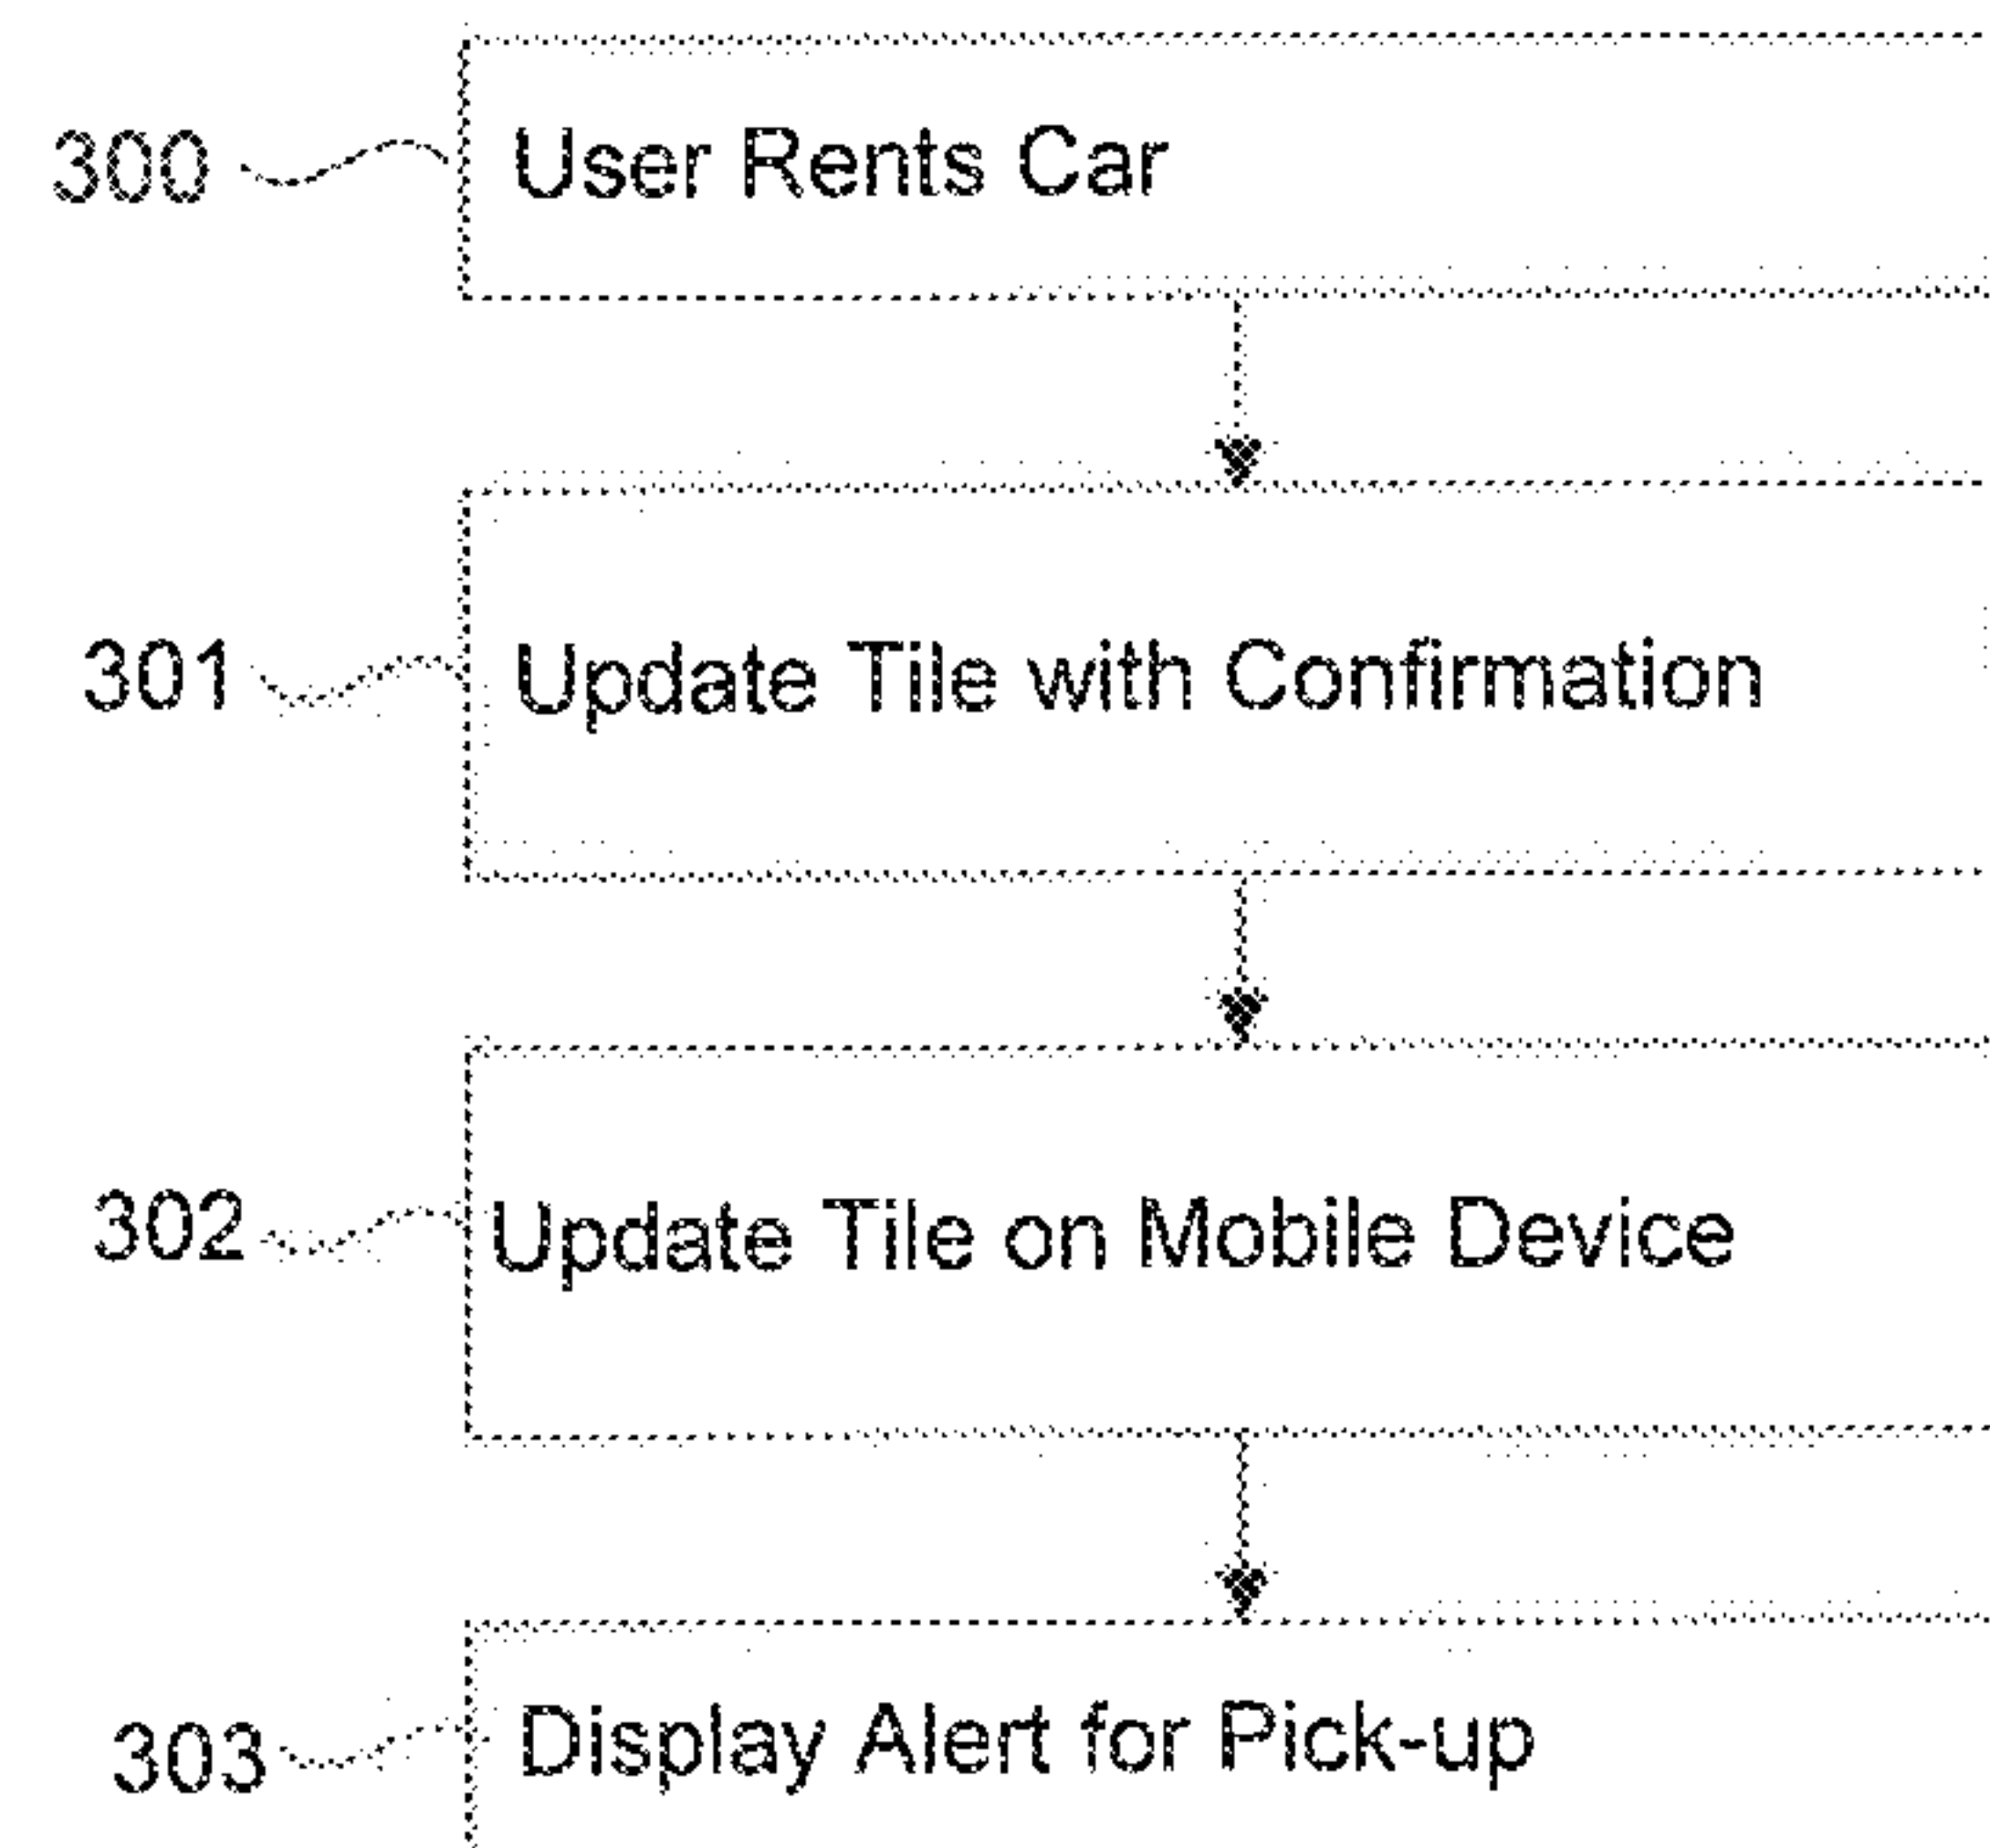 300 User Rents Car
301 Update Tile with Confirmation
302 Update Tile on Mobile Device
303 Display Alert for Pick-up